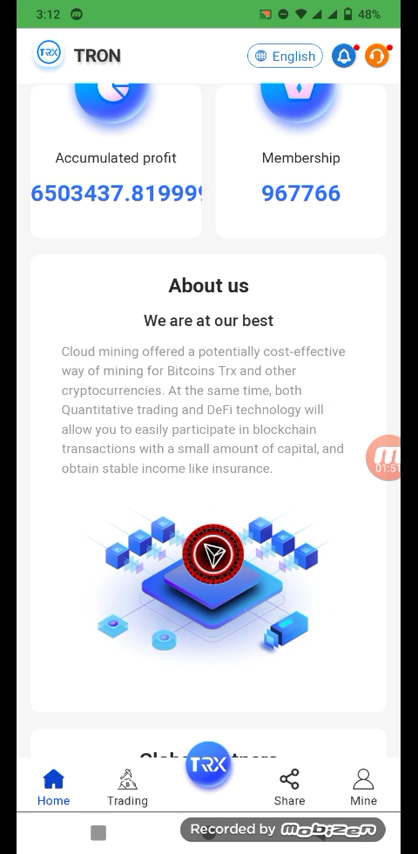 3:12
48%
TRX
TRON
English
Accumulated profit
Membership
6503437.819999
967766
About us
We are at our best
Cloud mining offered a potentially cost-effective
way of mining for Bitcoins Trx and other
cryptocurrencies. At the same time, both
Quantitative trading and DeFi technology will
allow you to easily participate in blockchain
transactions with a small amount of capital, and
obtain stable income like insurance.
01:51
TRX
Home
Trading
Share
Mine
Recorded by mobizen